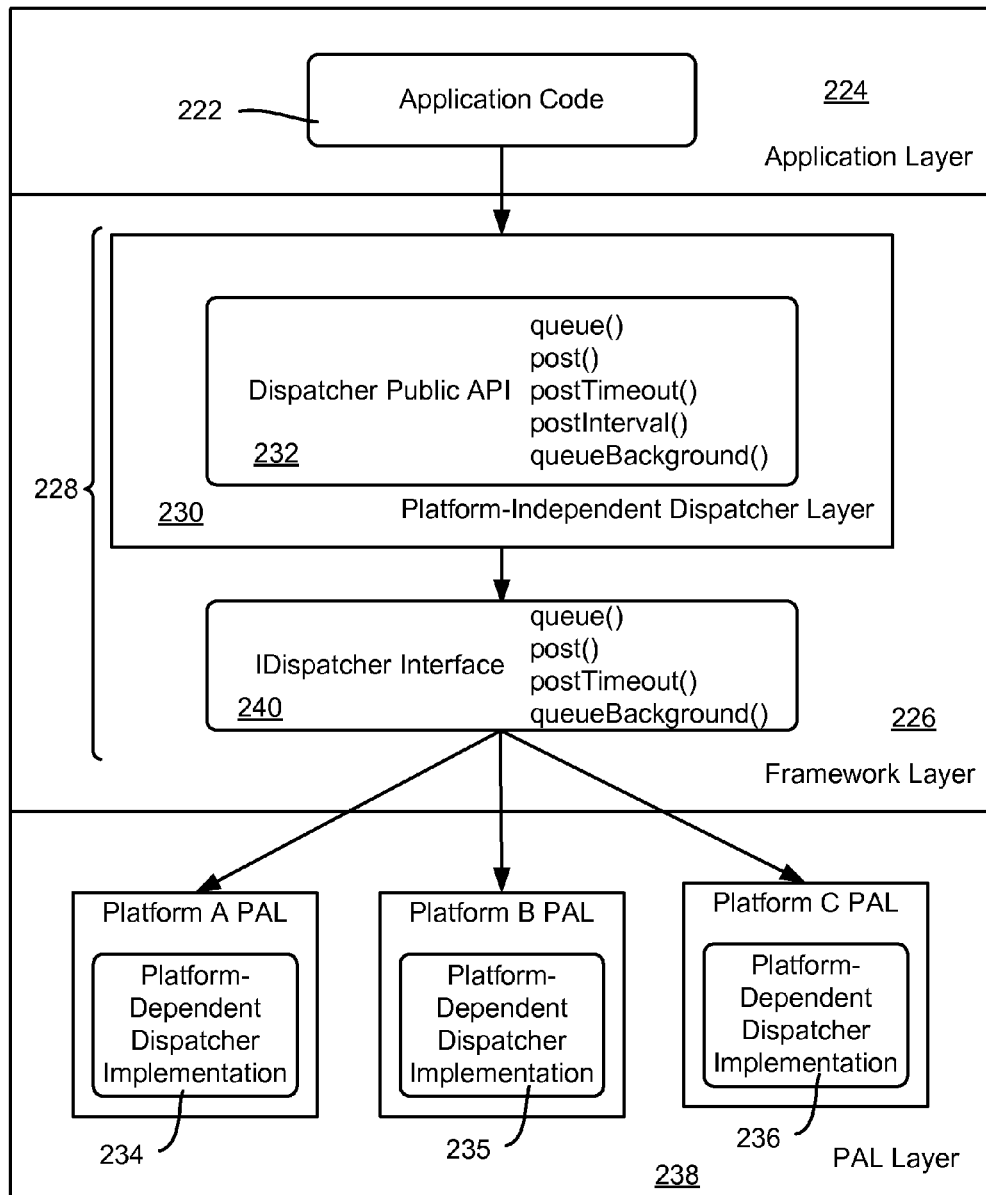 Application Code
222
224
Application Layer
queue()
post()
Dispatcher Public API
postTimeout()
postInterval()
232
queueBackground()
228
230
Platform-Independent Dispatcher Layer
queue()
post()
IDispatcher Interface
postTimeout()
240
queueBackground()
226
Framework Layer
Platform A PAL
Platform-
Dependent
Dispatcher
Implementation
234
Platform B PAL
Platform-
Dependent
Dispatcher
Implementation
235
Platform C PAL
Platform-
Dependent
Dispatcher
Implementation
236
238
PAL Layer